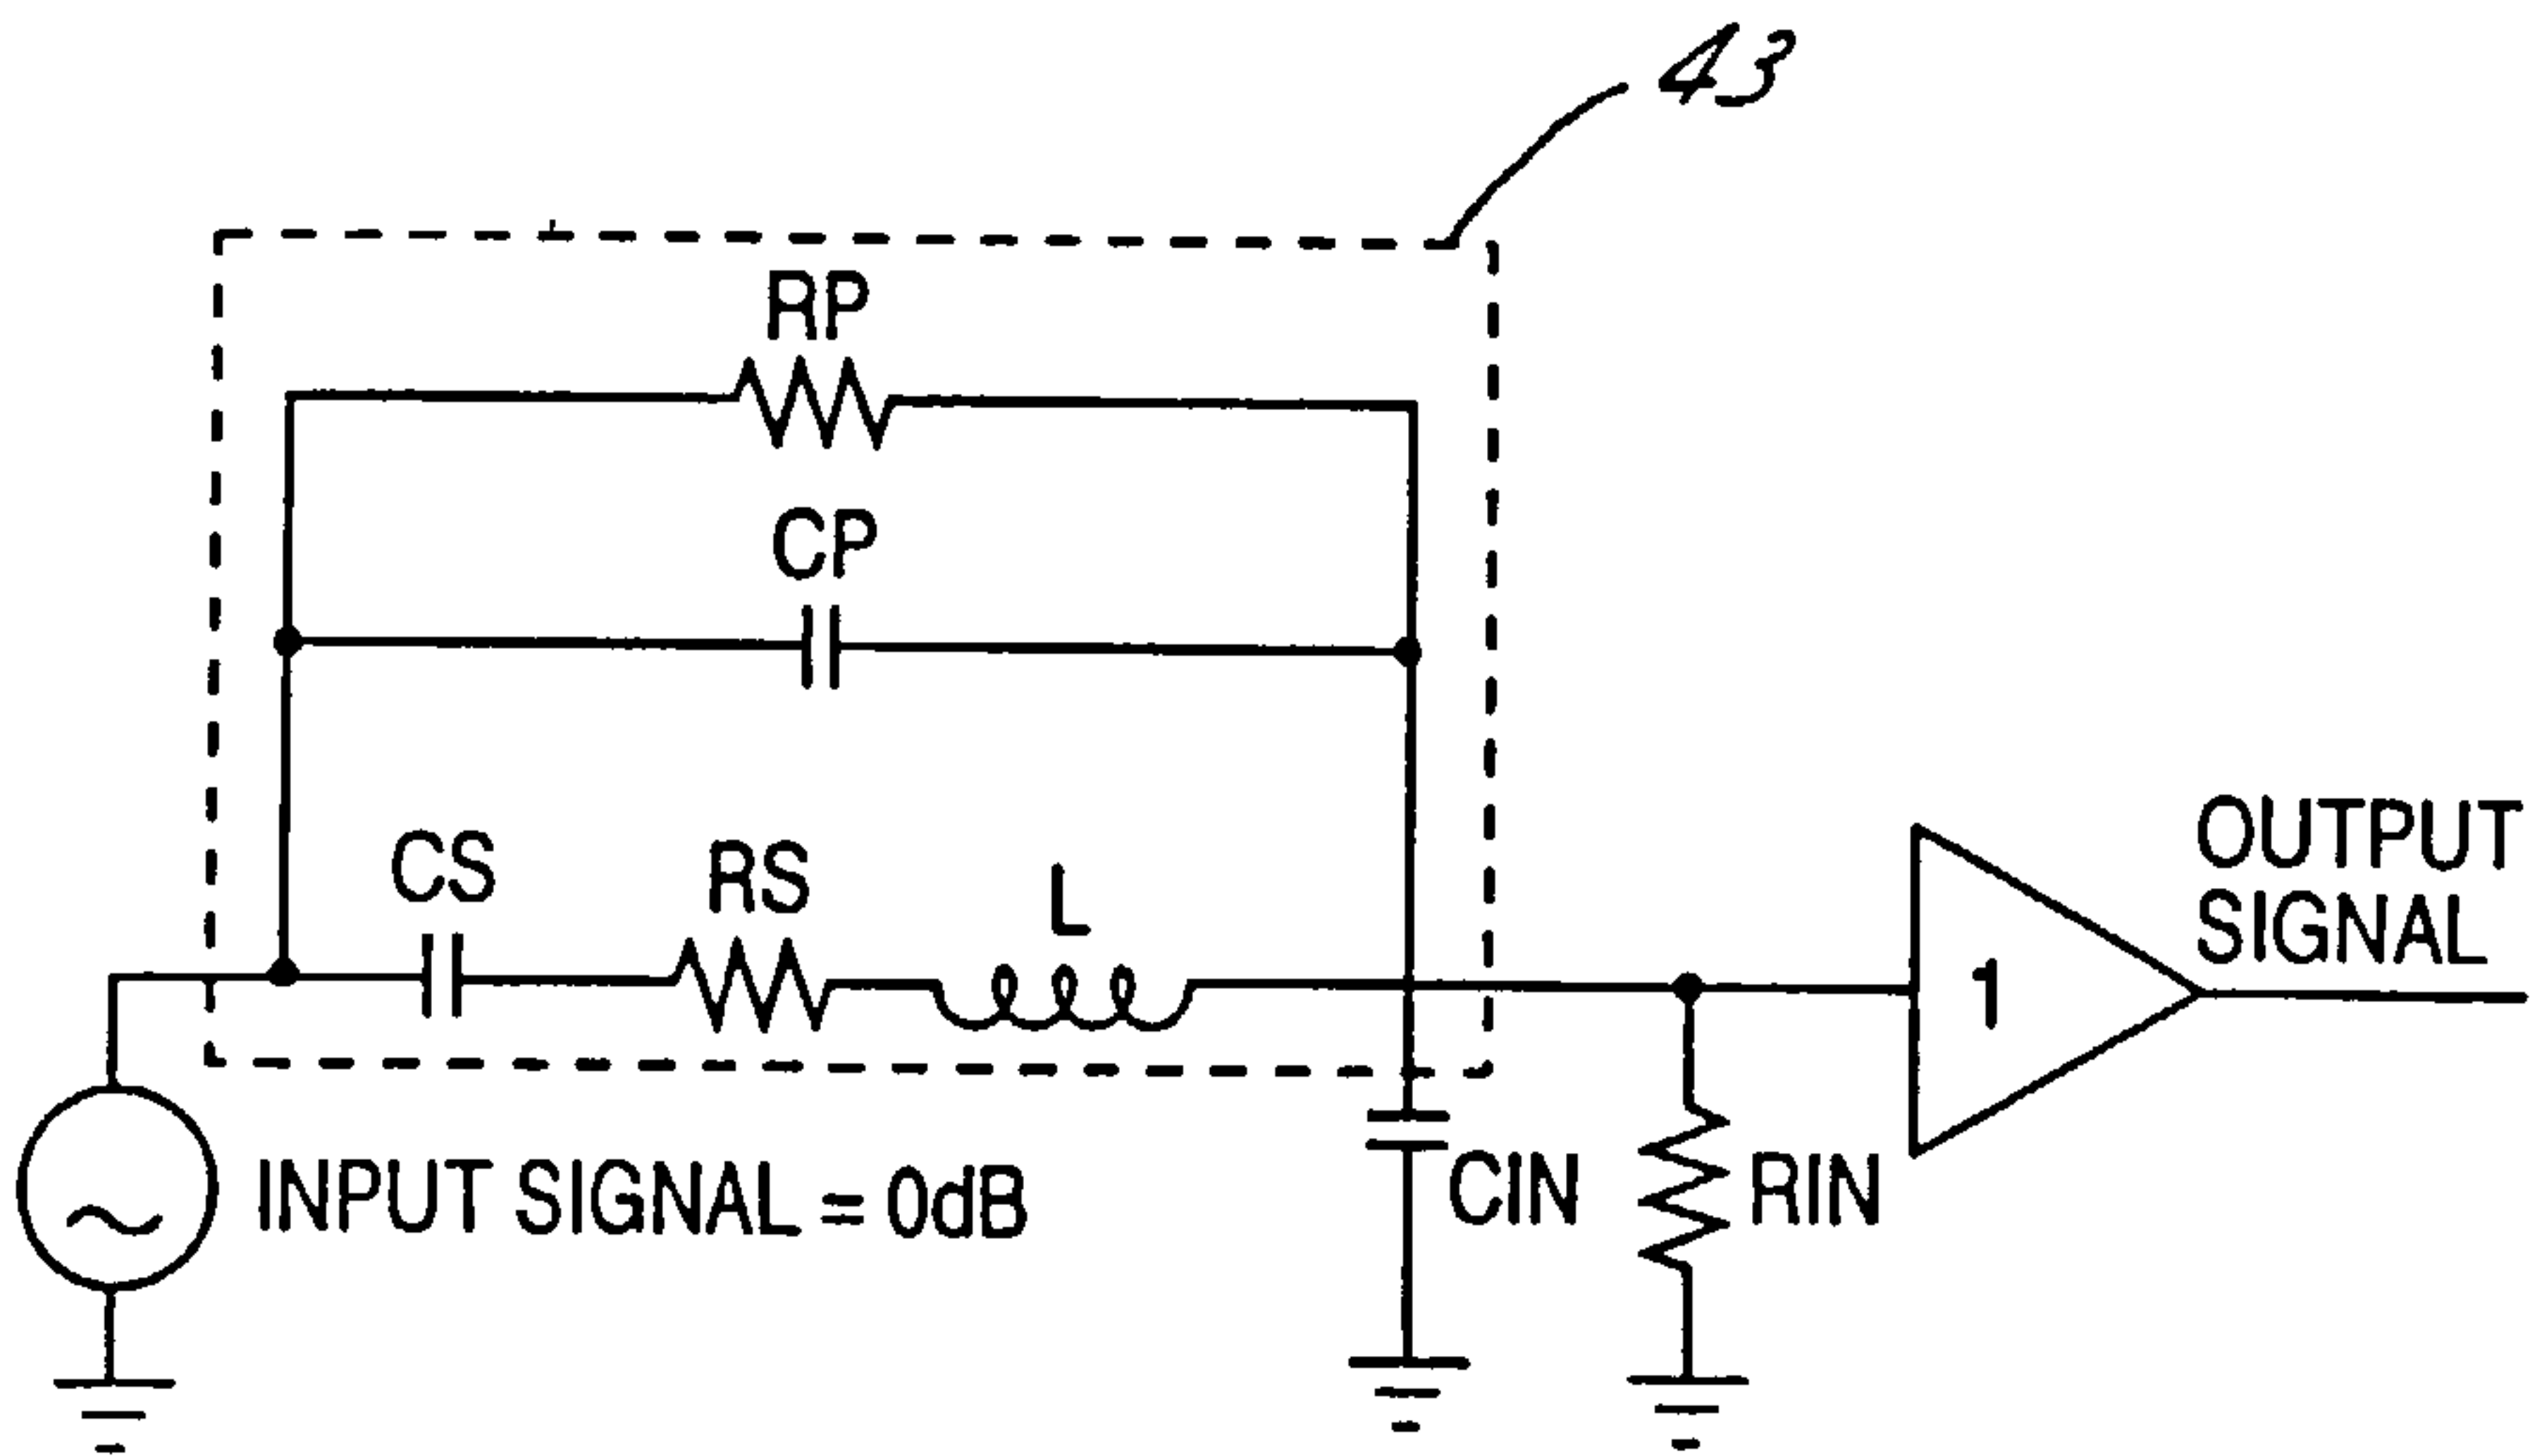 43
RP
CP
CS
RS
L
OUTPUT
SIGNAL
1
INPUT SIGNAL = 0dB
CIN
RIN